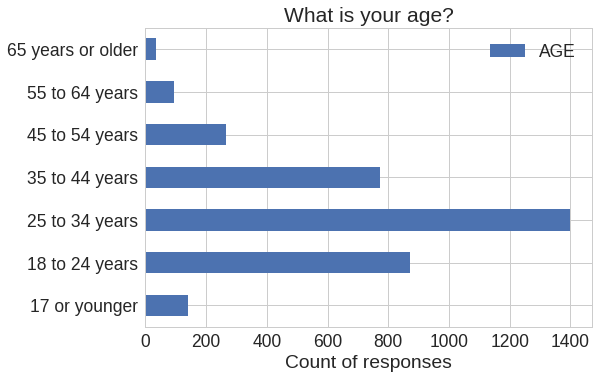 What is your age?
AGE
65 years or older
55 to 64 years
45 to 54 years
35 to 44 years
25 to 34 years
18 to 24 years
17 or younger
0 200 400 600 800 1000 1200 1400
Count of responses